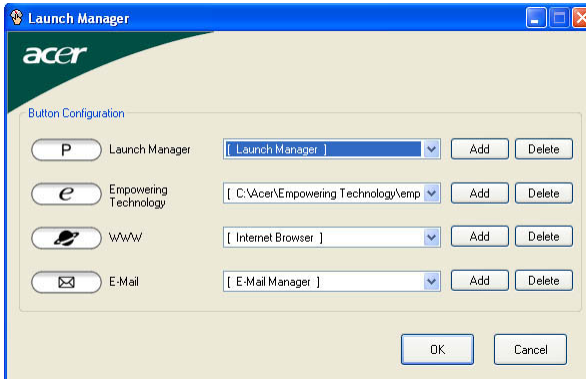 Launch Manager
acer
Button Configuration
P Launch Manager [ Launch Manager ] Add Delete
e Empowering Technology [ C:\Acer\Empowering Technology\emp Add Delete
WWW [ Internet Browser ] Add Delete
E-Mail [ E-Mail Manager ] Add Delete
OK Cancel